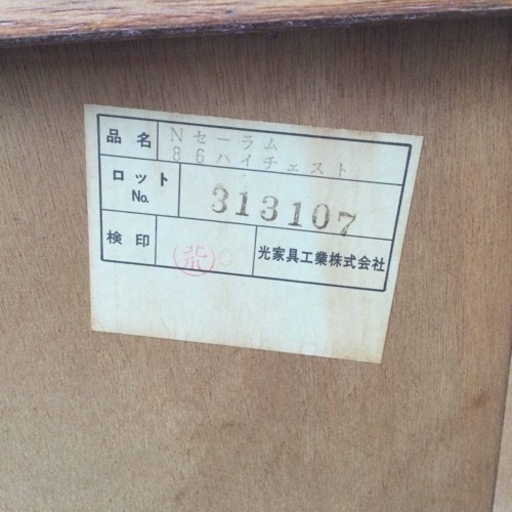 品名 Nセーラム
86ハイチェスト
ロット No. 313107
検印 光家具工業株式会社